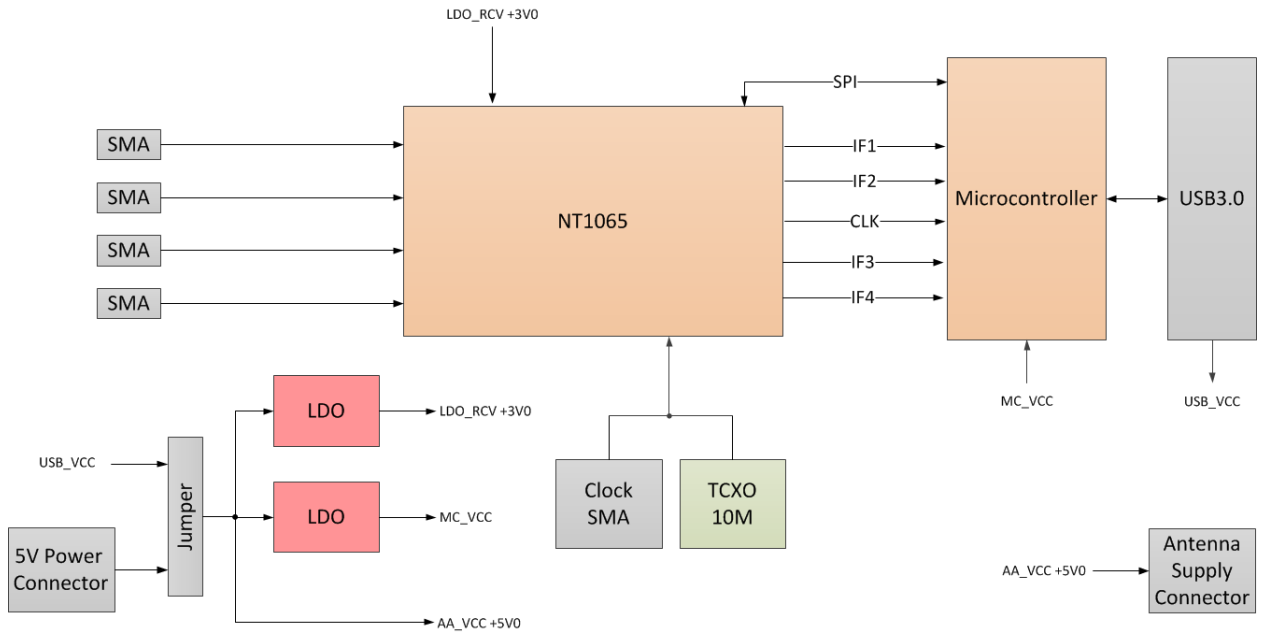 LDO_RCV +3V0
SPI
SMA
IF1
SMA
IF2
NT1065
Microcontroller
USB3.0
CLK
SMA
IF3
SMA
IF4
LDO
LDO_RCV +3V0
MC_VCC
USB_VCC
USB_VCC
Jumper
LDO
MC_VCC
Clock
SMA
TCXO
10M
5V Power
Connector
Antenna
Supply
Connector
AA_VCC +5V0
AA_VCC +5V0